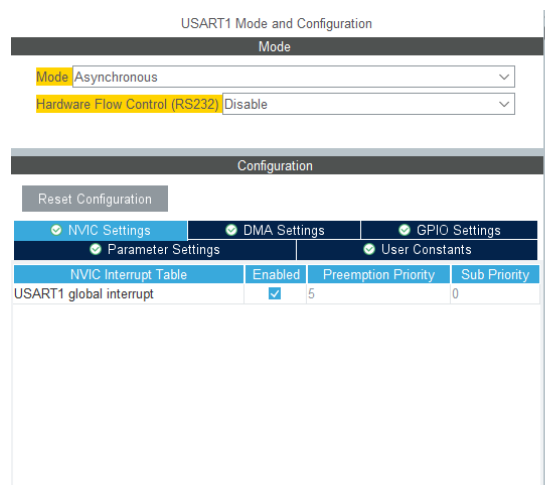 USART1 Mode and Configuration
Mode
Mode Asynchronous
Hardware Flow Control (RS232) Disable
Configuration
Reset Configuration
NVIC Settings DMA Settings GPIO Settings
Parameter Settings User Constants
NVIC Interrupt Table Enabled Preemption Priority Sub Priority
USART1 global interrupt 5 0